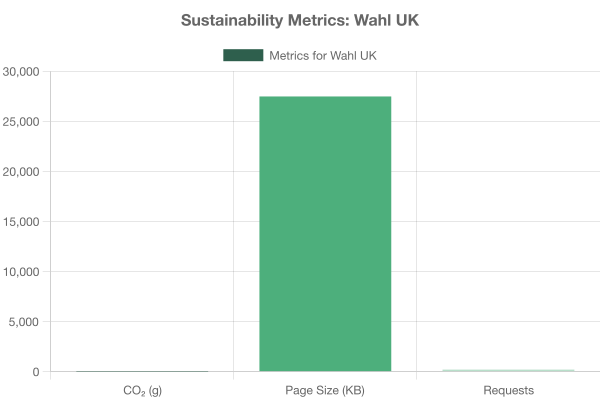 Sustainability Metrics: Wahl UK
Metrics for Wahl UK
30,000
25,000
20,000
15,000
10,000
5,000
0
CO₂ (g)
Page Size (KB)
Requests